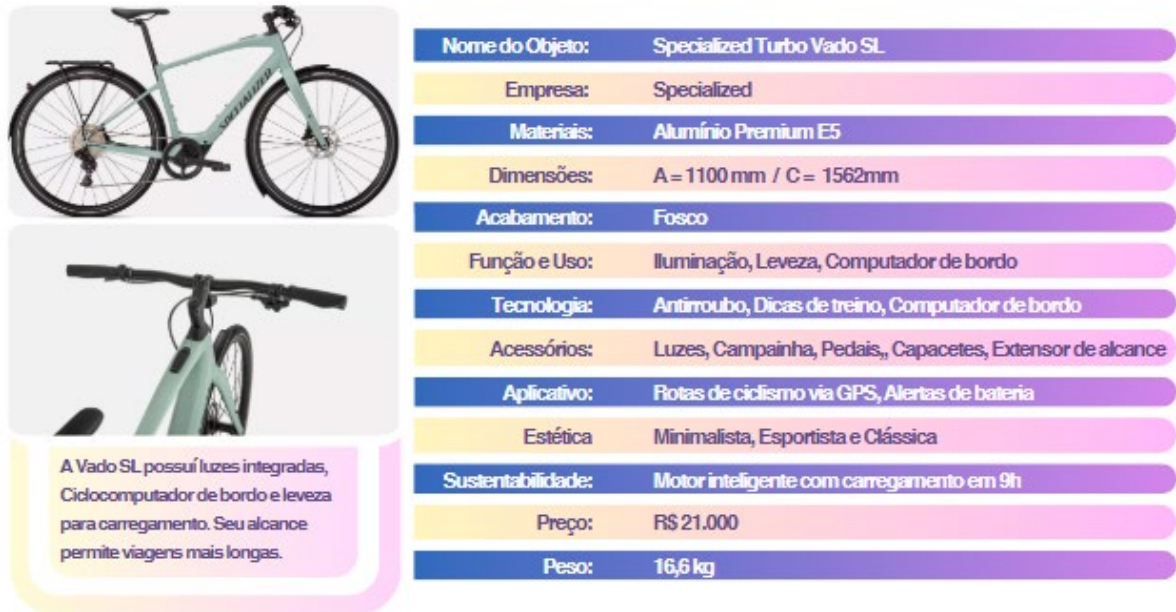 SPECIALIZED
Nome do Objeto: Specialized Turbo Vado SL
Empresa: Specialized
Materiais: Alumínio Premium E5
Dimensões: A = 1100 mm / C = 1562mm
Acabamento: Fosco
Função e Uso: Iluminação, Leveza, Computador de bordo
Tecnologia: Antirroubo, Dicas de treino, Computador de bordo
Acessórios: Luzes, Campainha, Pedais,, Capacetes, Extensor de alcance
Aplicativo: Rotas de ciclismo via GPS, Alertas de bateria
Estética Minimalista, Esportista e Clássica
Sustentabilidade: Motor inteligente com carregamento em 9h
Preço: R$ 21.000
Peso: 16,6 kg
A Vado SL possuí luzes integradas,
Ciclocomputador de bordo e leveza
para carregamento. Seu alcance
permite viagens mais longas.